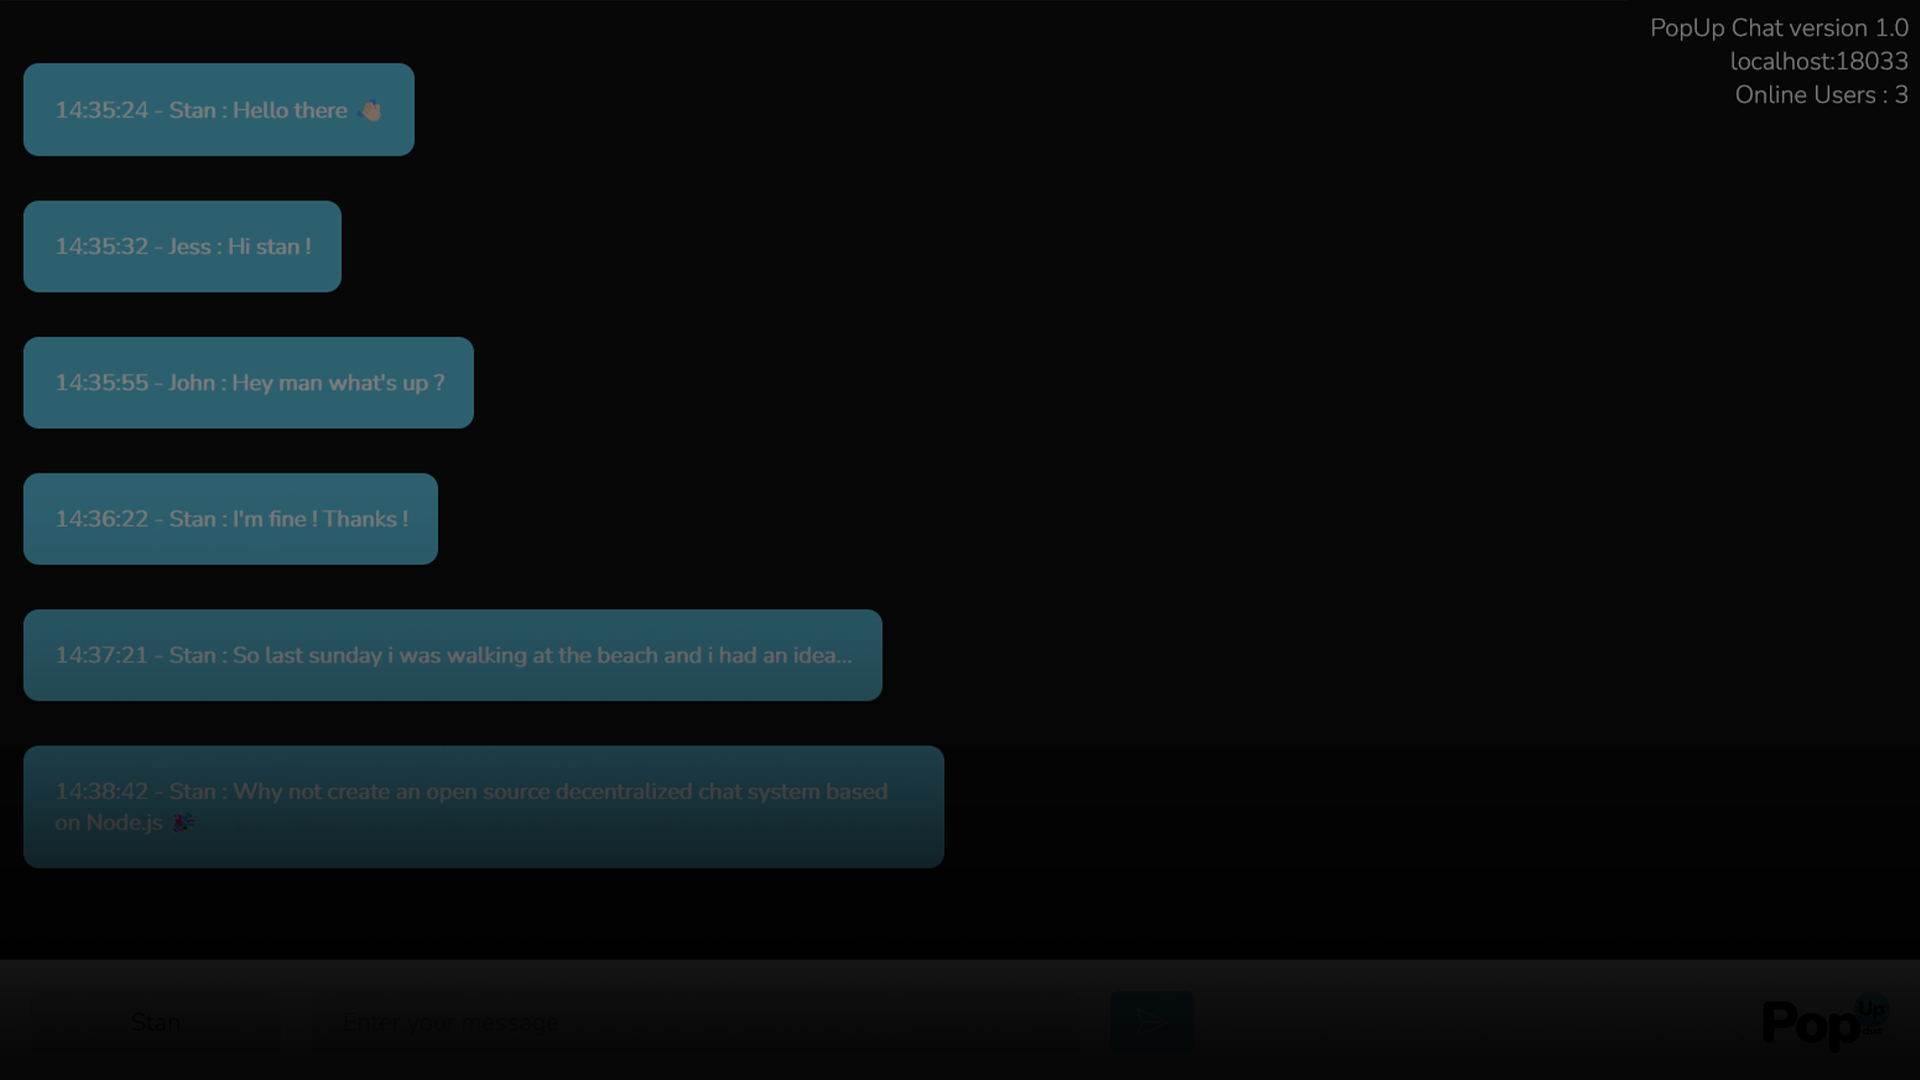 PopUp Chat version 1.0
localhost:18033
Online Users : 3
14:35:24 - Stan : Hello there 👋🏼
14:35:32 - Jess : Hi stan !
14:35:55 - John : Hey man what's up ?
14:36:22 - Stan : I'm fine ! Thanks !
14:37:21 - Stan : So last sunday i was walking at the beach and i had an idea...
14:38:42 - Stan : Why not create an open source decentralized chat system based
on Node.js 🎉
Stan
Enter your message
Pop Up
chat